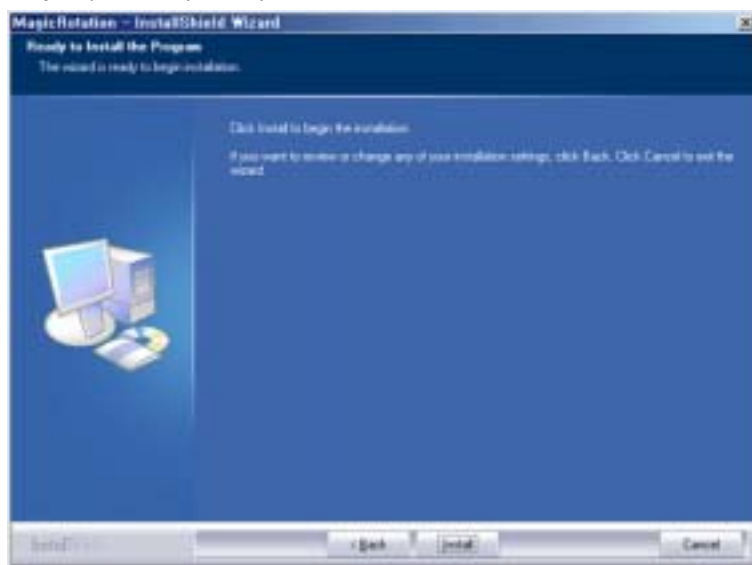 MagicRotation - InstallShield Wizard
Ready to Install the Program
The wizard is ready to begin installation.
Click Install to begin the installation.
If you want to review or change any of your installation settings, click Back. Click Cancel to exit the
wizard.
< Back
Install
Cancel